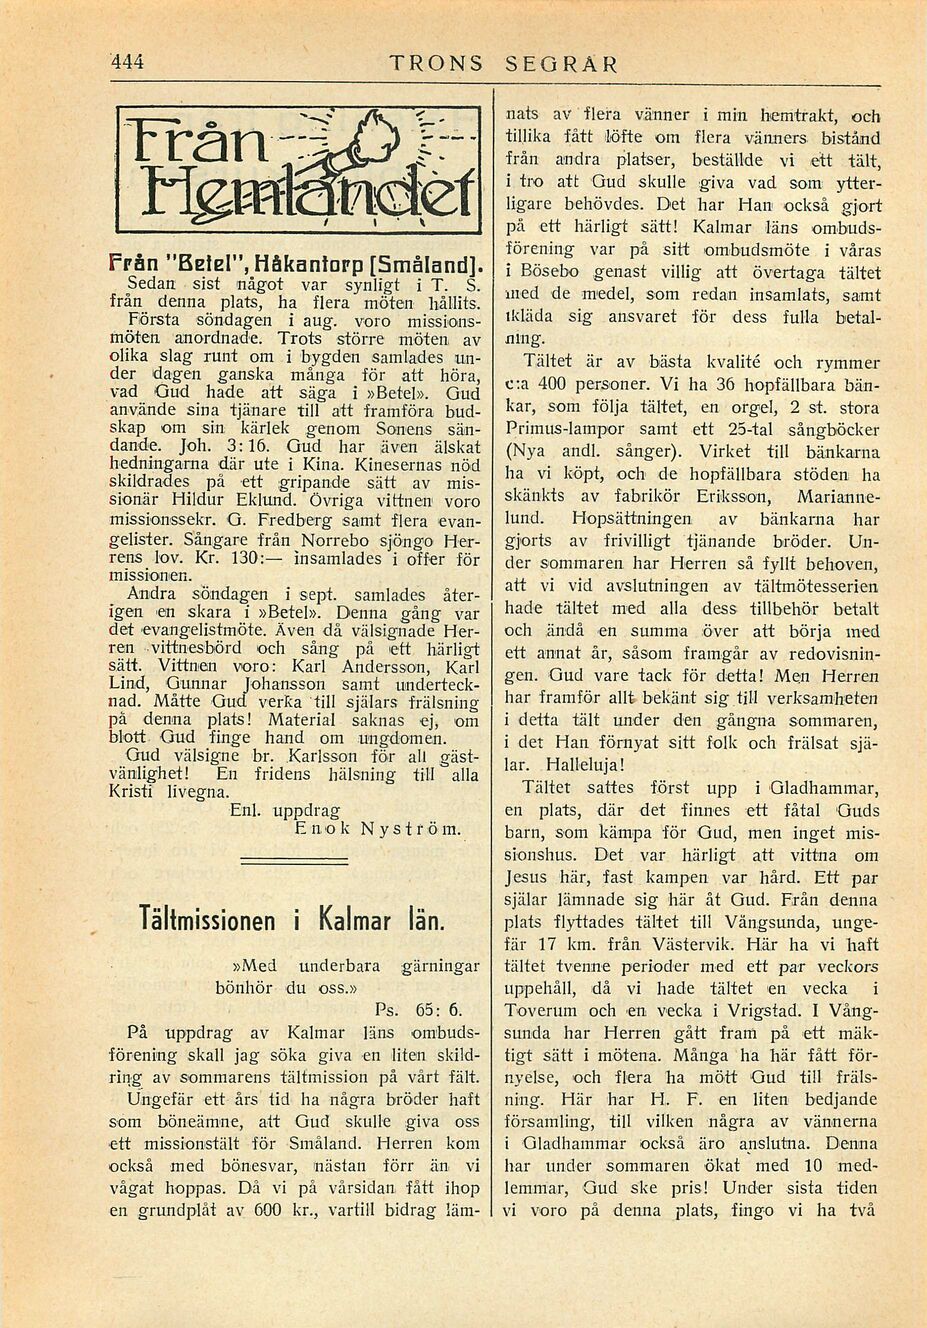 444
TRONS SEGRAR
Från
Hemlandet
Från "Betel", Håkantorp [Småland].
Sedan sist något var synligt i T. S.
från denna plats, ha flera möten hållits.
Första söndagen i aug. voro missions-
möten anordnade. Trots större möten av
olika slag runt om i bygden samlades un-
der dagen ganska många för att höra,
vad Gud hade att säga i »Betel». Gud
använde sina tjänare till att framföra bud-
skap om sin kärlek genom Sonens sän-
dande. Joh. 3: 16. Gud har även älskat
hedningarna där ute i Kina. Kinesernas nöd
skildrades på ett gripande sätt av mis-
sionär Hildur Eklund. Övriga vittnen voro
missionssekr. G. Fredberg samt flera evan-
gelister. Sångare från Norrebo sjöngo Her-
rens lov. Kr. 130:— insamlades i offer för
missionen.
Andra söndagen i sept. samlades åter-
igen en skara i »Betel». Denna gång var
det evangelistmöte. Även då välsignade Her-
ren vittnesbörd och sång på ett härligt
sätt. Vittnen voro: Karl Andersson, Karl
Lind, Gunnar Johansson samt underteck-
nad. Måtte Gud verka till själars frälsning
på denna plats! Material saknas ej, om
blott Gud finge hand om ungdomen.
Gud välsigne br. Karlsson för all gäst-
vänlighet! En fridens hälsning till alla
Kristi livegna.
Enl. uppdrag
Enok Nyström.
Tältmissionen i Kalmar län.
»Med underbara gärningar
bönhör du oss.»
Ps. 65: 6.
På uppdrag av Kalmar läns ombuds-
förening skall jag söka giva en liten skild-
ring av sommarens tältmission på vårt fält.
Ungefär ett års tid ha några bröder haft
som böneämne, att Gud skulle giva oss
ett missionstält för Småland. Herren kom
också med bönesvar, nästan förr än vi
vågat hoppas. Då vi på vårsidan fått ihop
en grundplåt av 600 kr., vartill bidrag läm-
nats av flera vänner i min hemtrakt, och
tillika fått löfte om flera vänners bistånd
från andra platser, beställde vi ett tält,
i tro att Gud skulle giva vad som ytter-
ligare behövdes. Det har Han också gjort
på ett härligt sätt! Kalmar läns ombuds-
förening var på sitt ombudsmöte i våras
i Bösebo genast villig att övertaga tältet
med de medel, som redan insamlats, samt
ikläda sig ansvaret för dess fulla betal-
ning.
Tältet är av bästa kvalité och rymmer
c:a 400 personer. Vi ha 36 hopfällbara bän-
kar, som följa tältet, en orgel, 2 st. stora
Primus-lampor samt ett 25-tal sångböcker
(Nya andl. sånger). Virket till bänkarna
ha vi köpt, och de hopfällbara stöden ha
skänkts av fabrikör Eriksson, Marianne-
lund. Hopsättningen av bänkarna har
gjorts av frivilligt tjänande bröder. Un-
der sommaren har Herren så fyllt behoven,
att vi vid avslutningen av tältmötesserien
hade tältet med alla dess tillbehör betalt
och ändå en summa över att börja med
ett annat år, såsom framgår av redovisnin-
gen. Gud vare tack för detta! Men Herren
har framför allt bekänt sig till verksamheten
i detta tält under den gångna sommaren,
i det Han förnyat sitt folk och frälsat sjä-
lar. Halleluja!
Tältet sattes först upp i Gladhammar,
en plats, där det finnes ett fåtal Guds
barn, som kämpa för Gud, men inget mis-
sionshus. Det var härligt att vittna om
Jesus här, fast kampen var hård. Ett par
själar lämnade sig här åt Gud. Från denna
plats flyttades tältet till Vångsunda, unge-
fär 17 km. från Västervik. Här ha vi haft
tältet tvenne perioder med ett par veckors
uppehåll, då vi hade tältet en vecka i
Toverum och en vecka i Vrigstad. I Vång-
sunda har Herren gått fram på ett mäk-
tigt sätt i mötena. Många ha här fått för-
nyelse, och flera ha mött Gud till fräls-
ning. Här har H. F. en liten bedjande
församling, till vilken några av vännerna
i Gladhammar också äro anslutna. Denna
har under sommaren ökat med 10 med-
lemmar, Gud ske pris! Under sista tiden
vi voro på denna plats, fingo vi ha två